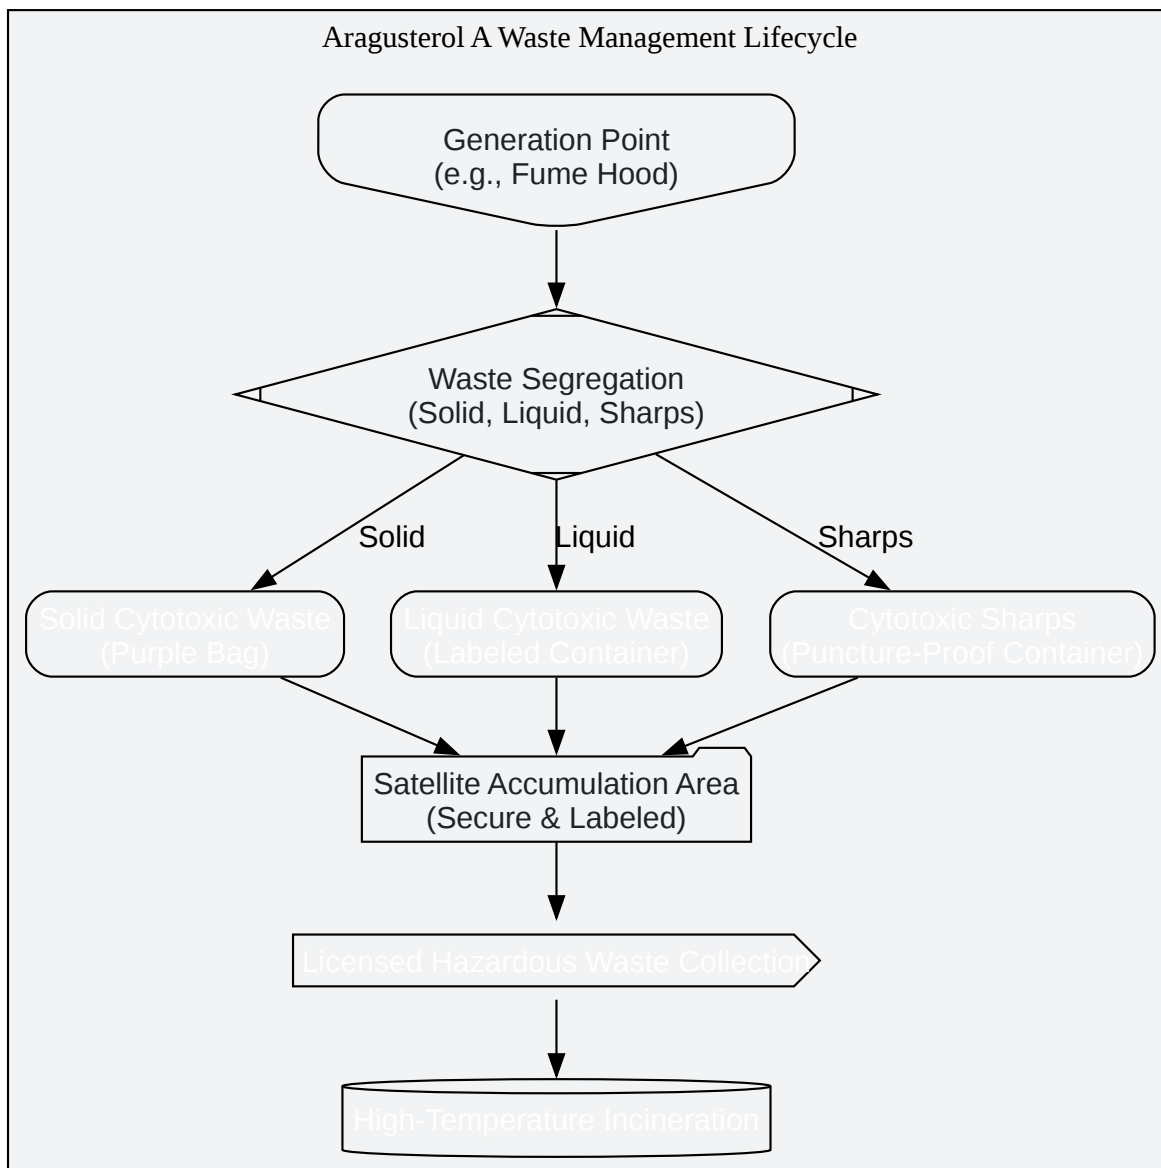 Aragusterol A Waste Management Lifecycle
Generation Point
(e.g., Fume Hood)
Waste Segregation
(Solid, Liquid, Sharps)
Solid
Liquid
Sharps
Solid Cytotoxic Waste
(Purple Bag)
Liquid Cytotoxic Waste
(Labeled Container)
Cytotoxic Sharps
(Puncture-Proof Container)
Satellite Accumulation Area
(Secure & Labeled)
Licensed Hazardous Waste Collection
High-Temperature Incineration